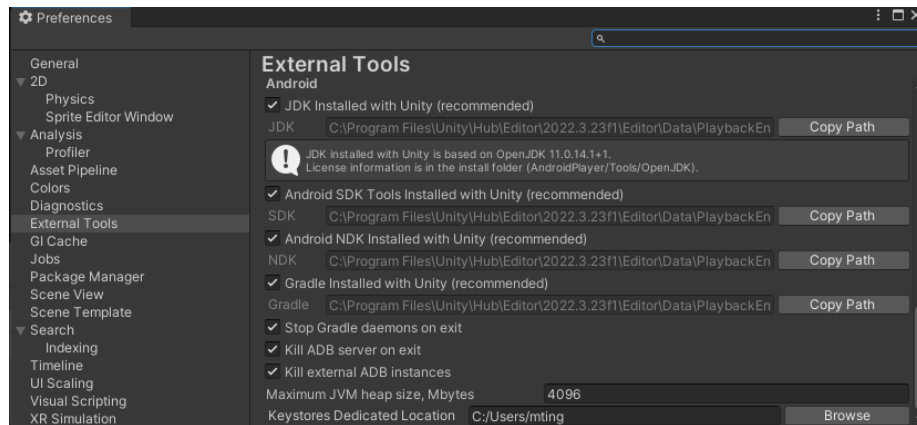 Preferences
General
2D
Physics
Sprite Editor Window
Analysis
Profiler
Asset Pipeline
Colors
Diagnostics
External Tools
GI Cache
Jobs
Package Manager
Scene View
Scene Template
Search
Indexing
Timeline
UI Scaling
Visual Scripting
XR Simulation
External Tools
Android
JDK Installed with Unity (recommended)
JDK C:\Program Files\Unity\Hub\Editor\2022.3.23f1\Editor\Data\PlaybackEn Copy Path
JDK installed with Unity is based on OpenJDK 11.0.14.1+1.
License information is in the install folder (AndroidPlayer/Tools/OpenJDK).
Android SDK Tools Installed with Unity (recommended)
SDK C:\Program Files\Unity\Hub\Editor\2022.3.23f1\Editor\Data\PlaybackEn Copy Path
Android NDK Installed with Unity (recommended)
NDK C:\Program Files\Unity\Hub\Editor\2022.3.23f1\Editor\Data\PlaybackEn Copy Path
Gradle Installed with Unity (recommended)
Gradle C:\Program Files\Unity\Hub\Editor\2022.3.23f1\Editor\Data\PlaybackEn Copy Path
Stop Gradle daemons on exit
Kill ADB server on exit
Kill external ADB instances
Maximum JVM heap size, Mbytes 4096
Keystores Dedicated Location C:/Users/mting Browse